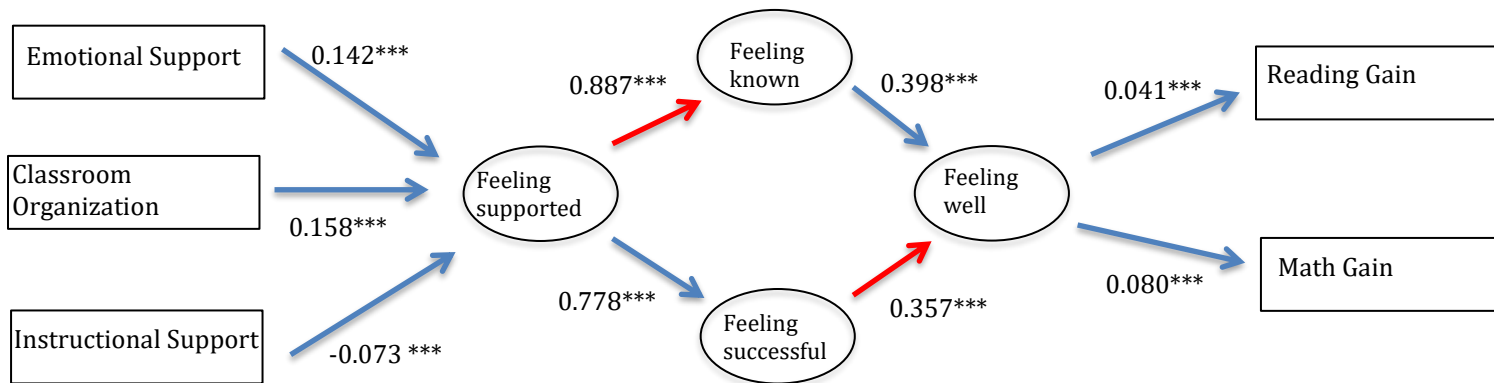 Emotional Support
0.142***
Classroom
Organization
0.158***
Instructional Support
-0.073 ***
Feeling
supported
0.887***
0.778***
Feeling
known
Feeling
successful
0.398***
0.357***
Feeling
well
0.041***
0.080***
Reading Gain
Math Gain